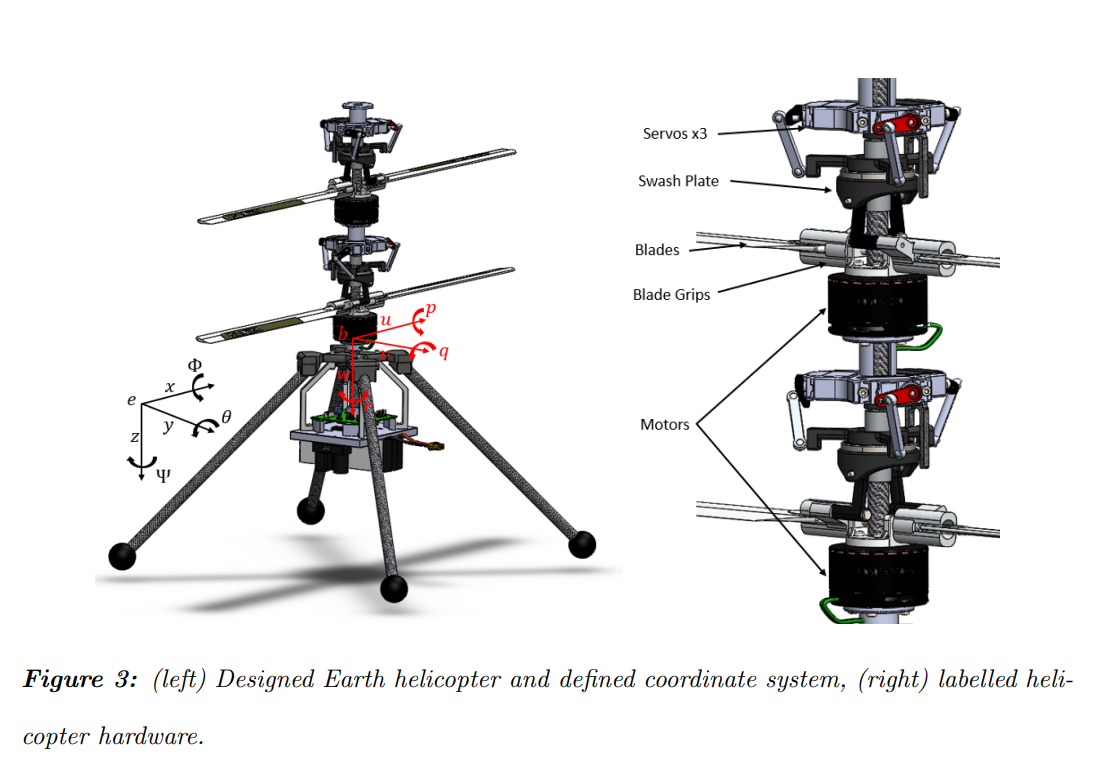 Servos x3
Swash Plate
Blades
Blade Grips
Motors
b
u
p
v
q
w
Φ
x
e
θ
y
z
Ψ
Figure 3: (left) Designed Earth helicopter and defined coordinate system, (right) labelled heli-
copter hardware.